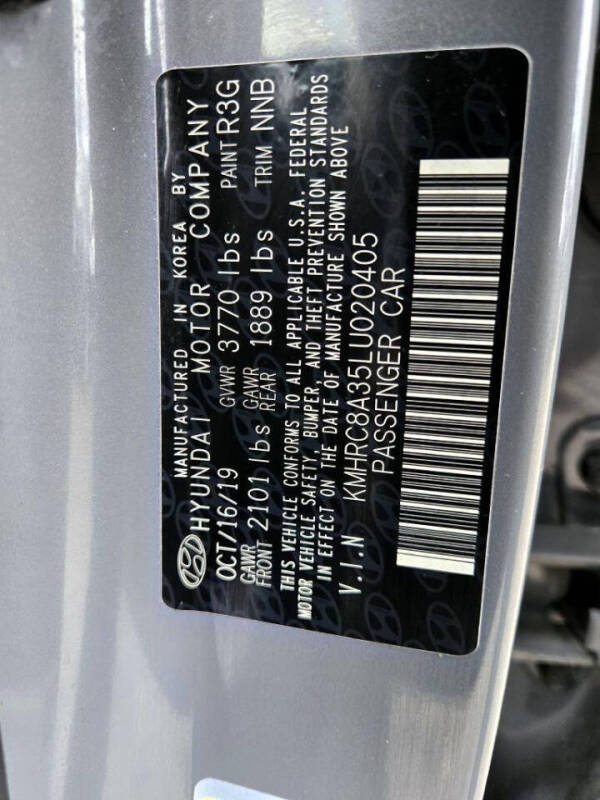 MANUFACTURED IN KOREA BY
HYUNDAI MOTOR COMPANY
OCT/16/19 GVWR 3770 lbs PAINT R3G
GAWR FRONT 2101 lbs GAWR REAR 1889 lbs TRIM NNB
THIS VEHICLE CONFORMS TO ALL APPLICABLE U.S.A. FEDERAL
MOTOR VEHICLE SAFETY, BUMPER, AND THEFT PREVENTION STANDARDS
IN EFFECT ON THE DATE OF MANUFACTURE SHOWN ABOVE
V.I.N KMHRC8A35LU020405
PASSENGER CAR